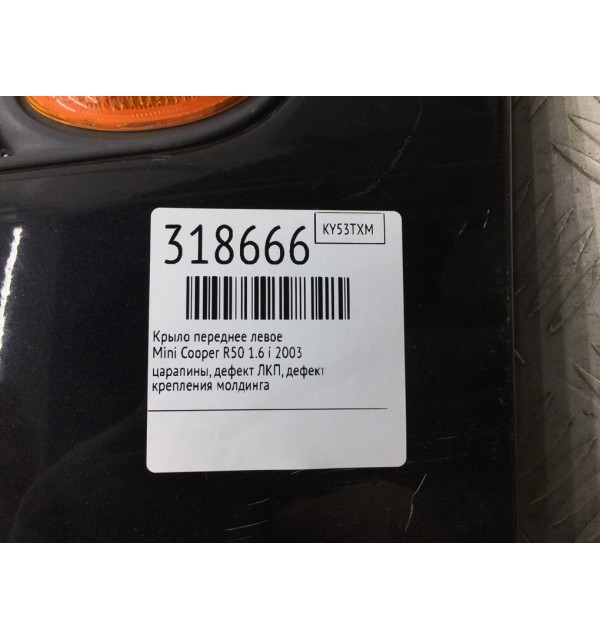 318666
KY53TXM
Крыло переднее левое
Mini Cooper R50 1.6 i 2003
царапины, дефект ЛКП, дефект
крепления молдинга